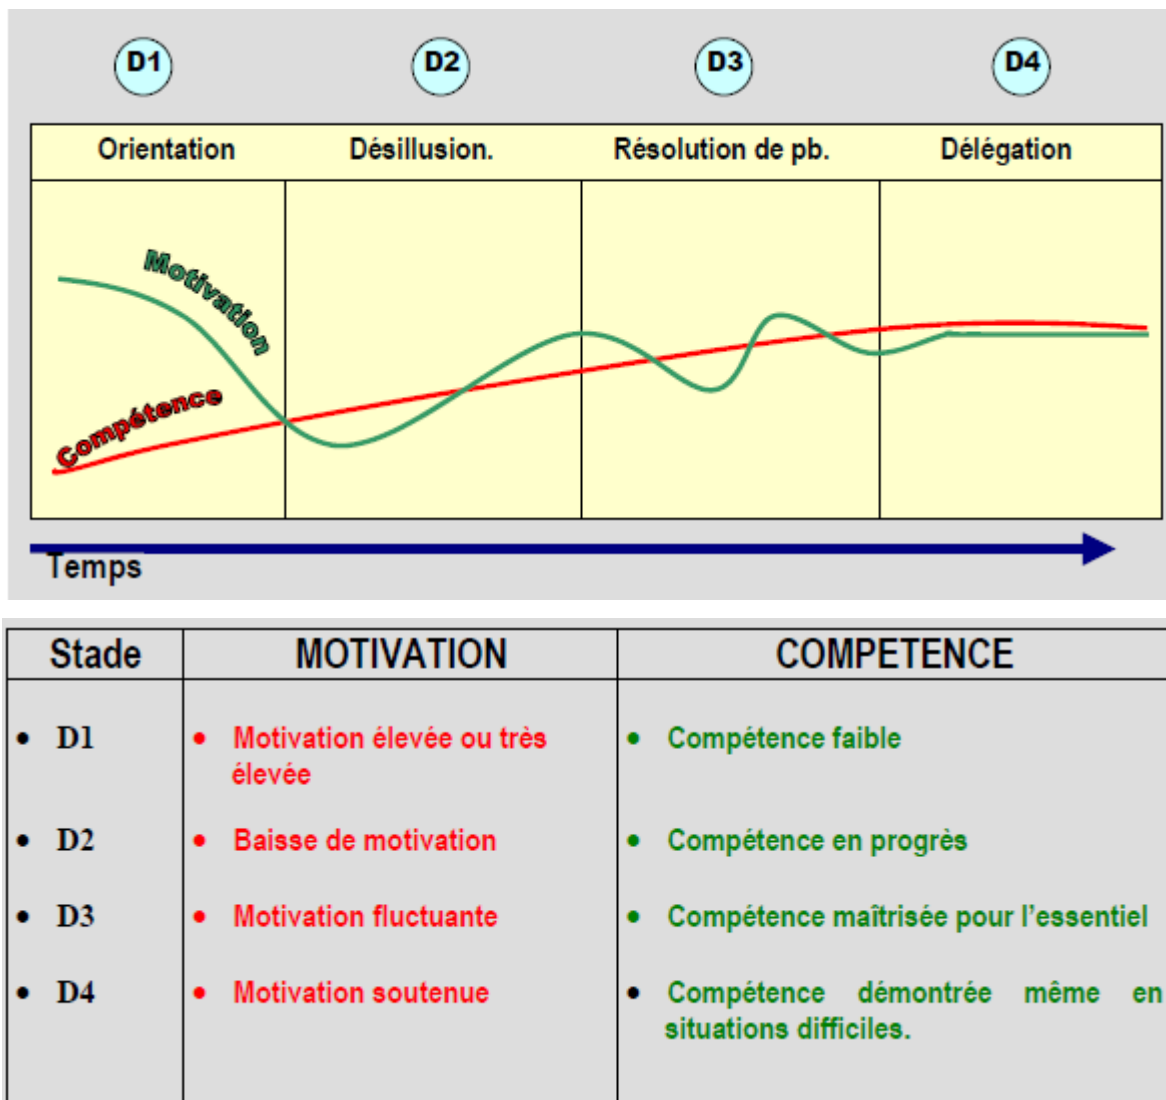 D1 D2 D3 D4
Orientation Désillusion. Résolution de pb. Délégation
Motivation
Compétence
Temps
Stade MOTIVATION COMPETENCE
• D1 • Motivation élevée ou très • Compétence faible
élevée
• D2 • Baisse de motivation • Compétence en progrès
• D3 • Motivation fluctuante • Compétence maîtrisée pour l'essentiel
• D4 • Motivation soutenue • Compétence démontrée même en
situations difficiles.